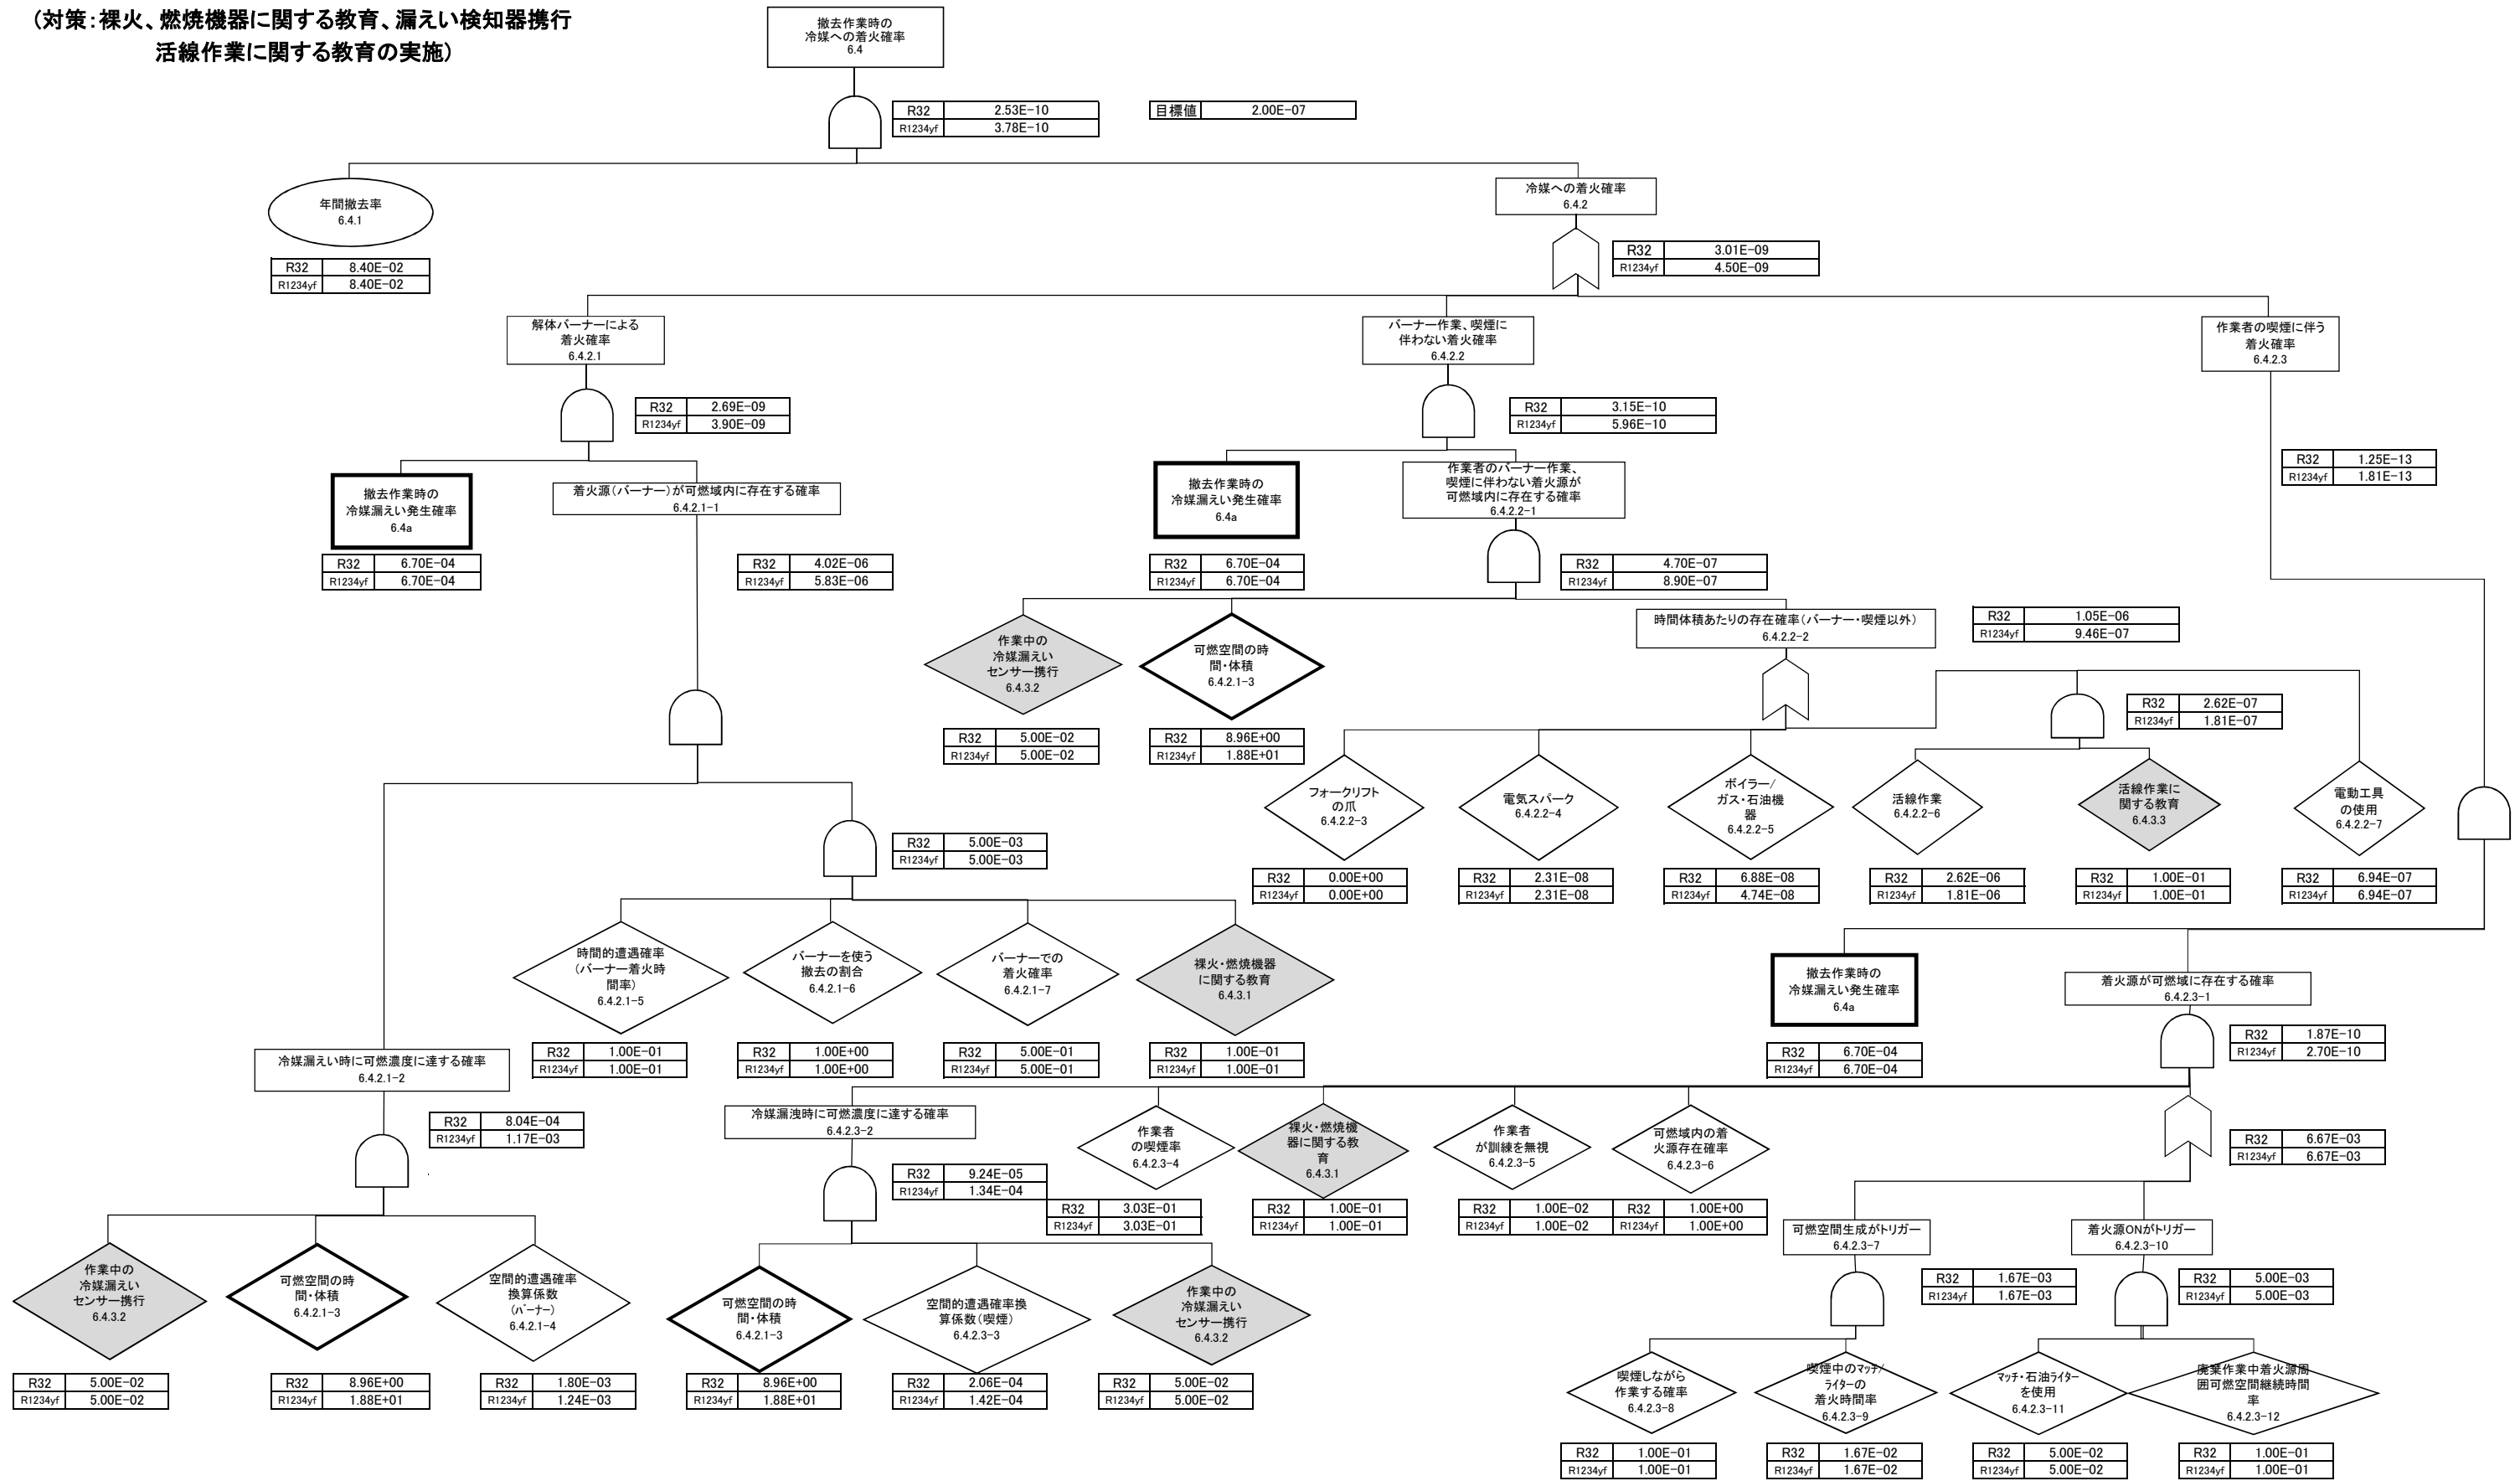 (対策：裸火、燃焼機器に関する教育、漏えい検知器携行
活線作業に関する教育の実施)
撤去作業時の
冷媒への着火確率
6.4
R32 2.53E-10
R1234yf 3.78E-10
目標値 2.00E-07
年間撤去率
6.4.1
R32 8.40E-02
R1234yf 8.40E-02
冷媒への着火確率
6.4.2
R32 3.01E-09
R1234yf 4.50E-09
解体バーナーによる
着火確率
6.4.2.1
R32 2.69E-09
R1234yf 3.90E-09
バーナー作業、喫煙に
伴わない着火確率
6.4.2.2
R32 3.15E-10
R1234yf 5.96E-10
作業者の喫煙に伴う
着火確率
6.4.2.3
R32 1.25E-13
R1234yf 1.81E-13
撤去作業時の
冷媒漏えい発生確率
6.4a
R32 6.70E-04
R1234yf 6.70E-04
着火源(バーナー)が可燃域内に存在する確率
6.4.2.1-1
R32 4.02E-06
R1234yf 5.83E-06
撤去作業時の
冷媒漏えい発生確率
6.4a
R32 6.70E-04
R1234yf 6.70E-04
作業者のバーナー作業、
喫煙に伴わない着火源が
可燃域内に存在する確率
6.4.2.2-1
R32 4.70E-07
R1234yf 8.90E-07
作業中の
冷媒漏えい
センサー携行
6.4.3.2
R32 5.00E-02
R1234yf 5.00E-02
可燃空間の時
間・体積
6.4.2.1-3
R32 8.96E+00
R1234yf 1.88E+01
時間体積あたりの存在確率(バーナー・喫煙以外)
6.4.2.2-2
R32 1.05E-06
R1234yf 9.46E-07
R32 2.62E-07
R1234yf 1.81E-07
フォークリフト
の爪
6.4.2.2-3
R32 0.00E+00
R1234yf 0.00E+00
電気スパーク
6.4.2.2-4
R32 2.31E-08
R1234yf 2.31E-08
ボイラー/
ガス・石油機
器
6.4.2.2-5
R32 6.88E-08
R1234yf 4.74E-08
活線作業
6.4.2.2-6
R32 2.62E-06
R1234yf 1.81E-06
活線作業に
関する教育
6.4.3.3
R32 1.00E-01
R1234yf 1.00E-01
電動工具
の使用
6.4.2.2-7
R32 6.94E-07
R1234yf 6.94E-07
R32 5.00E-03
R1234yf 5.00E-03
時間的遭遇確率
(バーナー着火時
間率)
6.4.2.1-5
R32 1.00E-01
R1234yf 1.00E-01
バーナーを使う
撤去の割合
6.4.2.1-6
R32 1.00E+00
R1234yf 1.00E+00
バーナーでの
着火確率
6.4.2.1-7
R32 5.00E-01
R1234yf 5.00E-01
裸火・燃焼機器
に関する教育
6.4.3.1
R32 1.00E-01
R1234yf 1.00E-01
撤去作業時の
冷媒漏えい発生確率
6.4a
R32 6.70E-04
R1234yf 6.70E-04
着火源が可燃域に存在する確率
6.4.2.3-1
R32 1.87E-10
R1234yf 2.70E-10
冷媒漏えい時に可燃濃度に達する確率
6.4.2.1-2
R32 8.04E-04
R1234yf 1.17E-03
冷媒漏洩時に可燃濃度に達する確率
6.4.2.3-2
R32 9.24E-05
R1234yf 1.34E-04
作業者
の喫煙率
6.4.2.3-4
R32 3.03E-01
R1234yf 3.03E-01
裸火・燃焼機
器に関する教
育
6.4.3.1
R32 1.00E-01
R1234yf 1.00E-01
作業者
が訓練を無視
6.4.2.3-5
R32 1.00E-02
R1234yf 1.00E-02
可燃域内の着
火源存在確率
6.4.2.3-6
R32 1.00E+00
R1234yf 1.00E+00
R32 6.67E-03
R1234yf 6.67E-03
可燃空間生成がトリガー
6.4.2.3-7
R32 1.67E-03
R1234yf 1.67E-03
着火源ONがトリガー
6.4.2.3-10
R32 5.00E-03
R1234yf 5.00E-03
作業中の
冷媒漏えい
センサー携行
6.4.3.2
R32 5.00E-02
R1234yf 5.00E-02
可燃空間の時
間・体積
6.4.2.1-3
R32 8.96E+00
R1234yf 1.88E+01
空間的遭遇確率
換算係数
(バーナー)
6.4.2.1-4
R32 1.80E-03
R1234yf 1.24E-03
可燃空間の時
間・体積
6.4.2.1-3
R32 8.96E+00
R1234yf 1.88E+01
空間的遭遇確率換
算係数(喫煙)
6.4.2.3-3
R32 2.06E-04
R1234yf 1.42E-04
作業中の
冷媒漏えい
センサー携行
6.4.3.2
R32 5.00E-02
R1234yf 5.00E-02
喫煙しながら
作業する確率
6.4.2.3-8
R32 1.00E-01
R1234yf 1.00E-01
喫煙中のマッチ/
ライターの
着火時間率
6.4.2.3-9
R32 1.67E-02
R1234yf 1.67E-02
マッチ・石油ライター
を使用
6.4.2.3-11
R32 5.00E-02
R1234yf 5.00E-02
廃棄作業中着火源周
囲可燃空間継続時間
率
6.4.2.3-12
R32 1.00E-01
R1234yf 1.00E-01